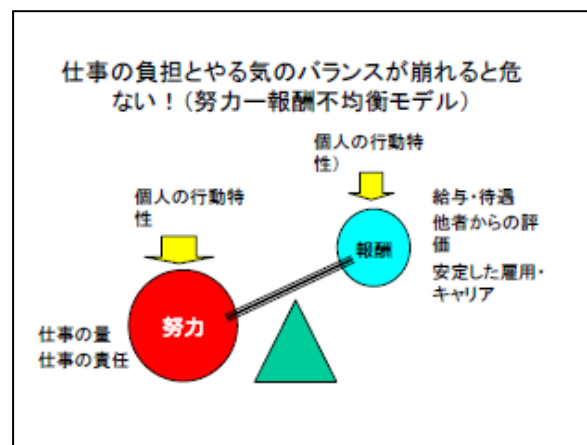 仕事の負担とやる気のバランスが崩れると危
ない！(努力ー報酬不均衡モデル)
個人の行動特
性)
個人の行動特
性
給与・待遇
他者からの評
価
安定した雇用・
キャリア
報酬
努力
仕事の量
仕事の責任